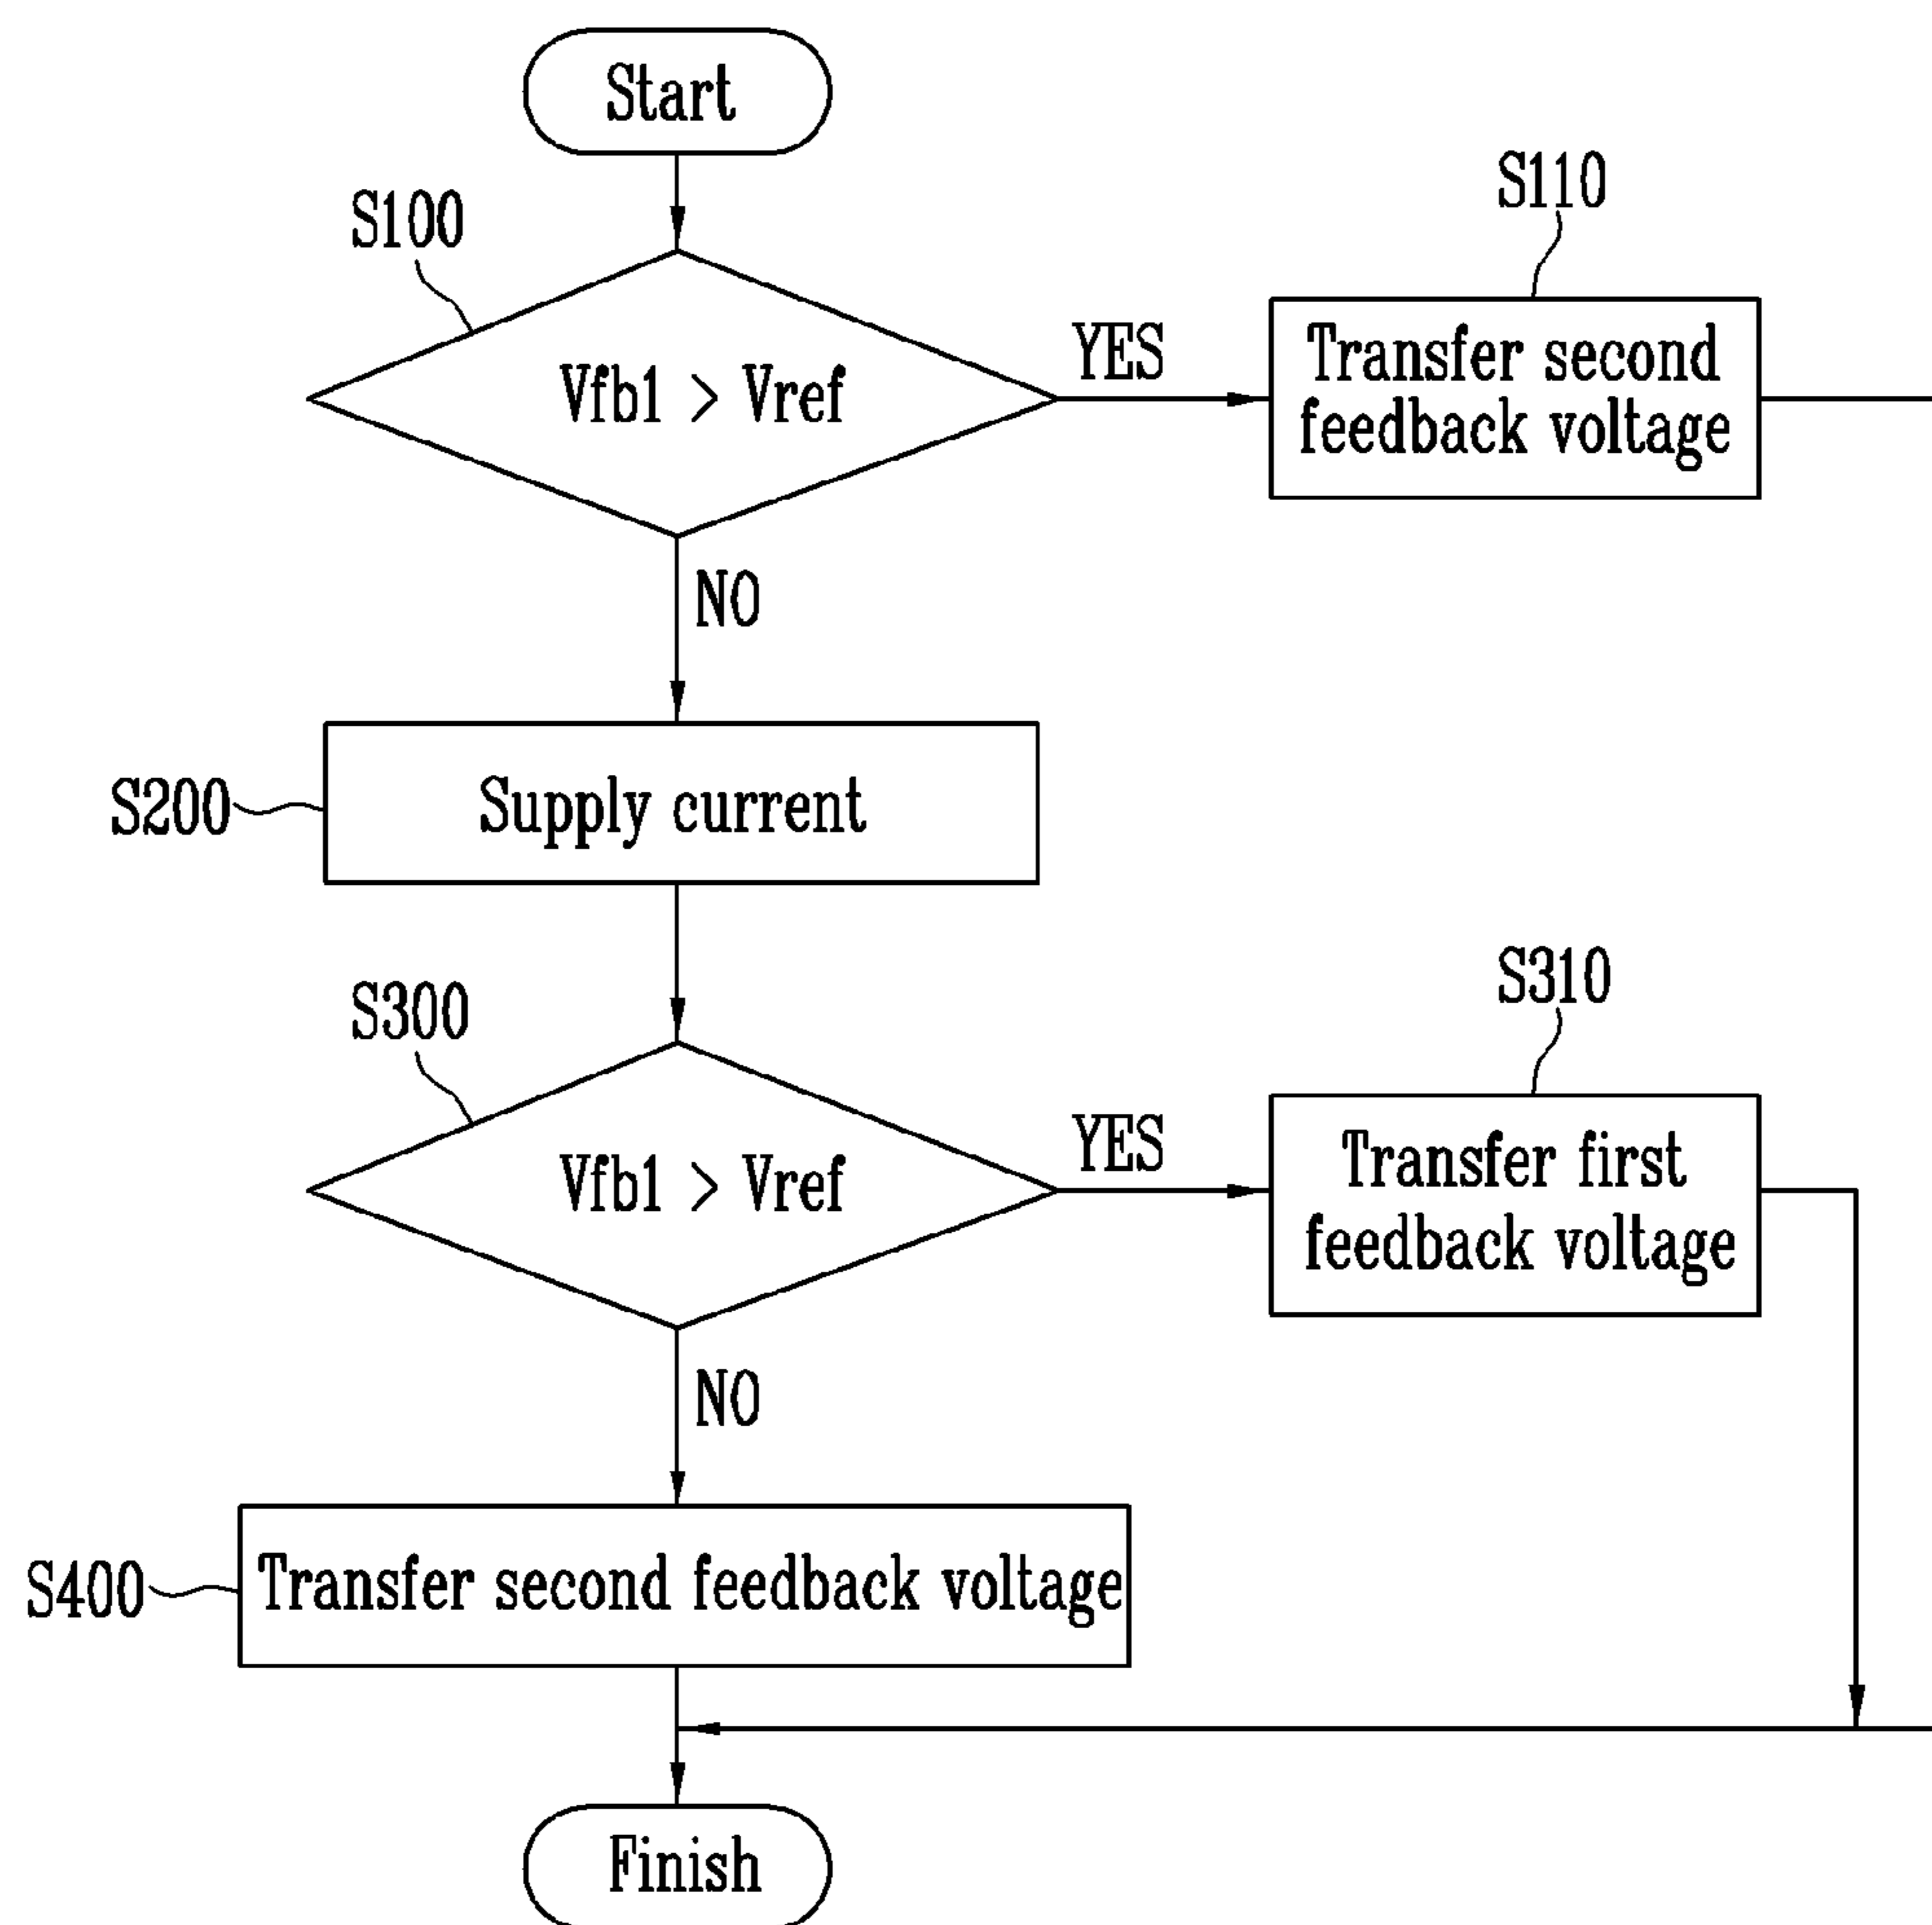 Start
S100
S110
Vfb1 > Vref
YES
Transfer second
feedback voltage
NO
S200
Supply current
S300
S310
Vfb1 > Vref
YES
Transfer first
feedback voltage
NO
S400
Transfer second feedback voltage
Finish